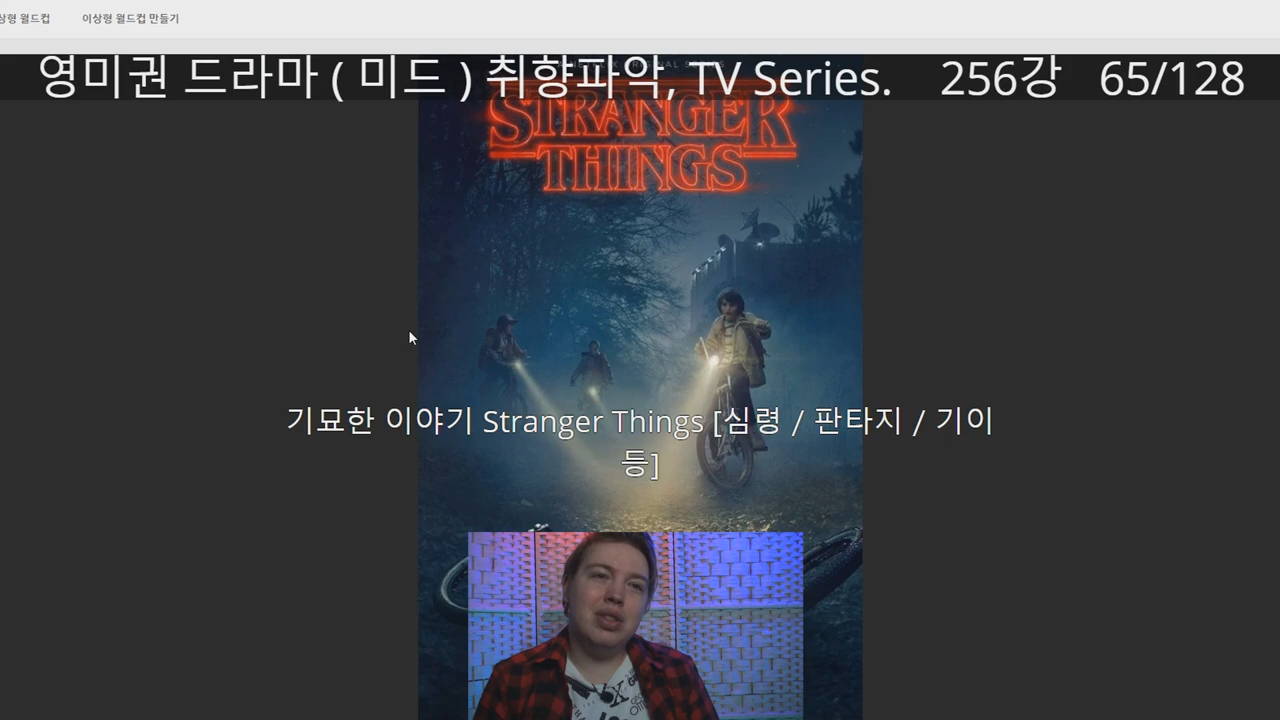 상형 월드컵 이상형 월드컵 만들기
영미권 드라마 ( 미드 ) 취향파악, TV Series. 256강 65/128
STRANGER
THINGS
기묘한 이야기 Stranger Things [심령 / 판타지 / 기이
등]